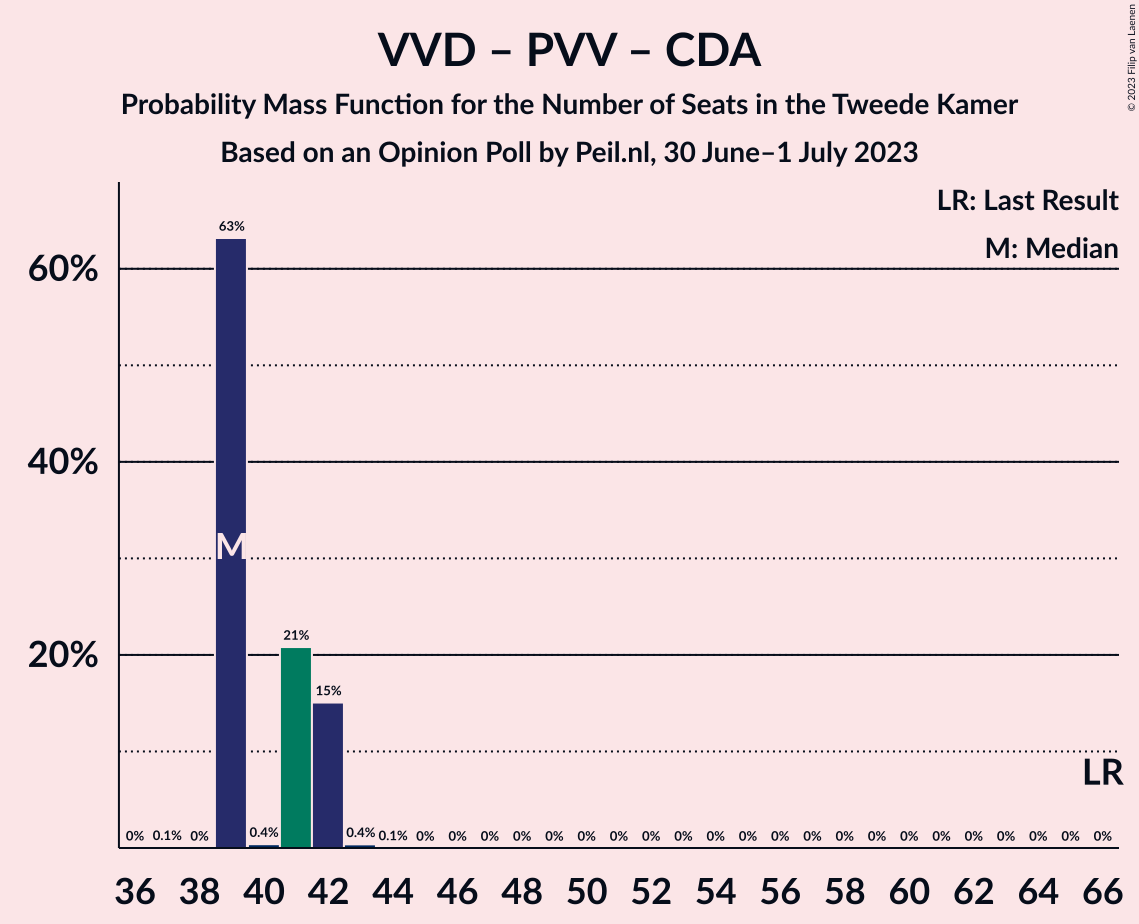 VVD – PVV – CDA
Probability Mass Function for the Number of Seats in the Tweede Kamer
Based on an Opinion Poll by Peil.nl, 30 June–1 July 2023
© 2023 Filip van Laenen
LR: Last Result
M: Median
60%
40%
20%
63%
M
21%
15%
LR
0% 0.1% 0% 0.4% 0.4% 0.1% 0% 0% 0% 0% 0% 0% 0% 0% 0% 0% 0% 0% 0% 0% 0% 0% 0% 0% 0% 0% 0% 0%
36 38 40 42 44 46 48 50 52 54 56 58 60 62 64 66